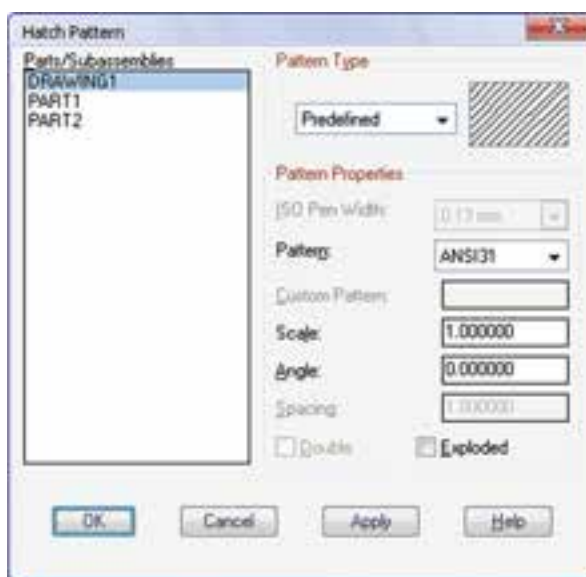 Hatch Pattern
Parts/Subassemblies
DRAWING1
PART1
PART2
Pattern Type
Predefined
Pattern Properties
ISO Pen Width:
0.13 mm
Pattern:
ANSI31
Custom Pattern:
Scale:
1.000000
Angle:
0.000000
Spacing:
1.000000
Double
Exploded
OK
Cancel
Apply
Help